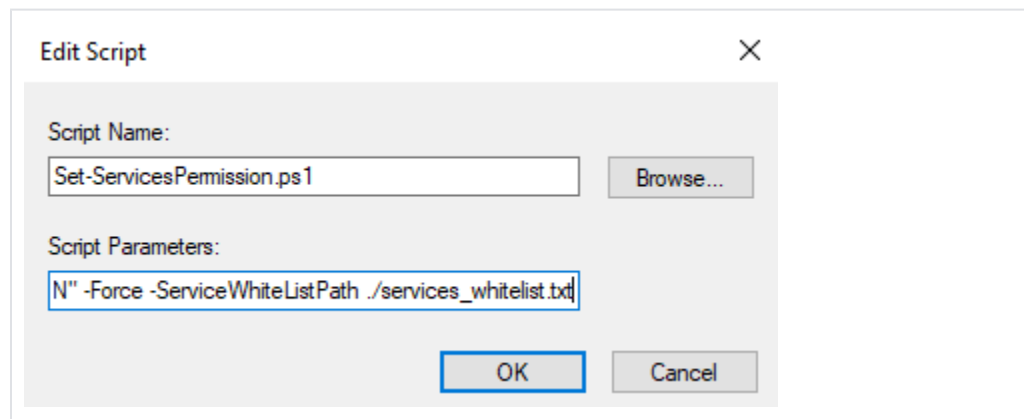 Edit Script
Script Name:
Set-ServicesPermission.ps1
Browse...
Script Parameters:
N" -Force -ServiceWhiteListPath ./services_whitelist.txt
OK
Cancel